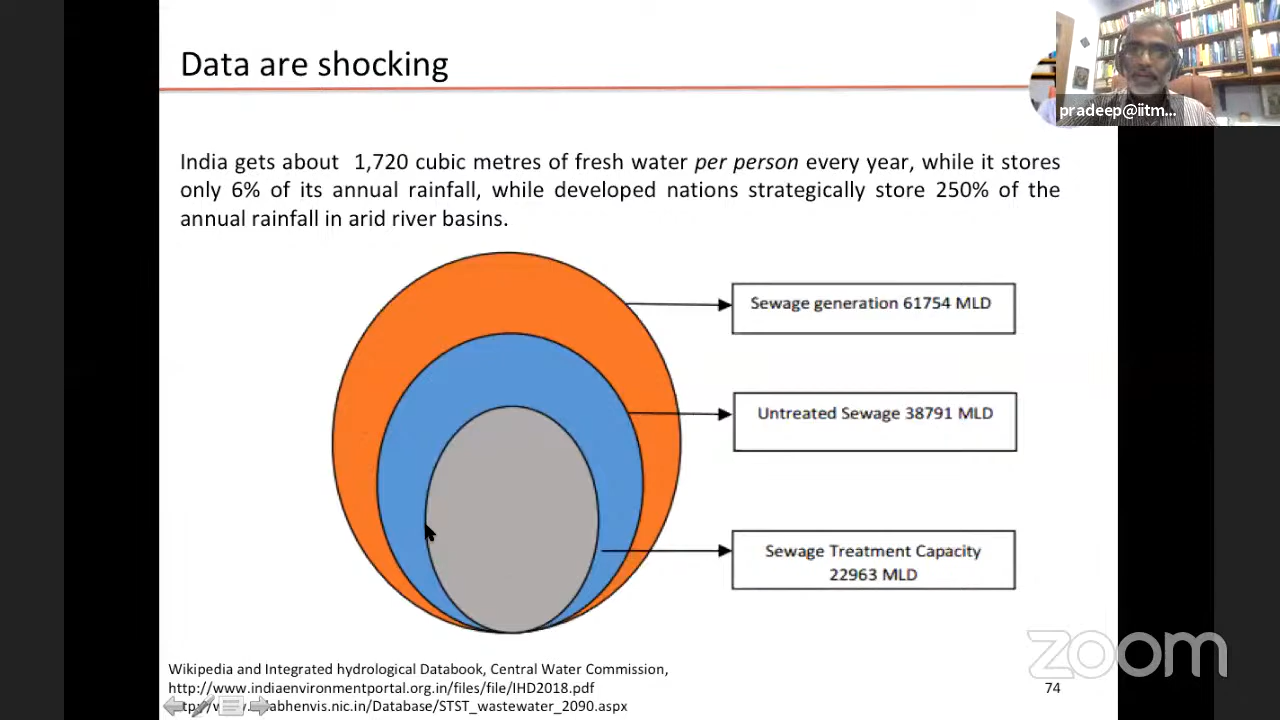 Data are shocking
pradeep@iitm...
India gets about 1,720 cubic metres of fresh water per person every year, while it stores
only 6% of its annual rainfall, while developed nations strategically store 250% of the
annual rainfall in arid river basins.
Sewage generation 61754 MLD
Untreated Sewage 38791 MLD
Sewage Treatment Capacity
22963 MLD
zoom
Wikipedia and Integrated hydrological Databook, Central Water Commission,
http://www.indiaenvironmentportal.org.in/files/file/IHD2018.pdf
74
abhenvis.nic.in/Database/STST_wastewater_2090.aspx